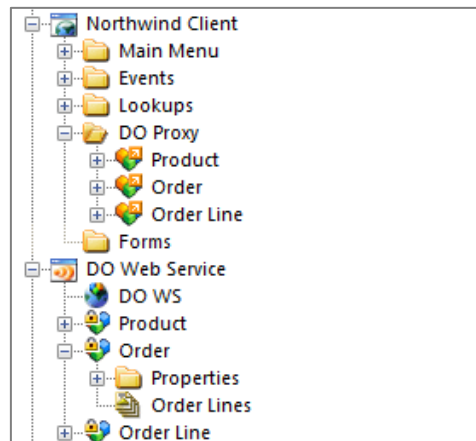 Northwind Client
Main Menu
Events
Lookups
DO Proxy
Product
Order
Order Line
Forms
DO Web Service
DO WS
Product
Order
Properties
Order Lines
Order Line